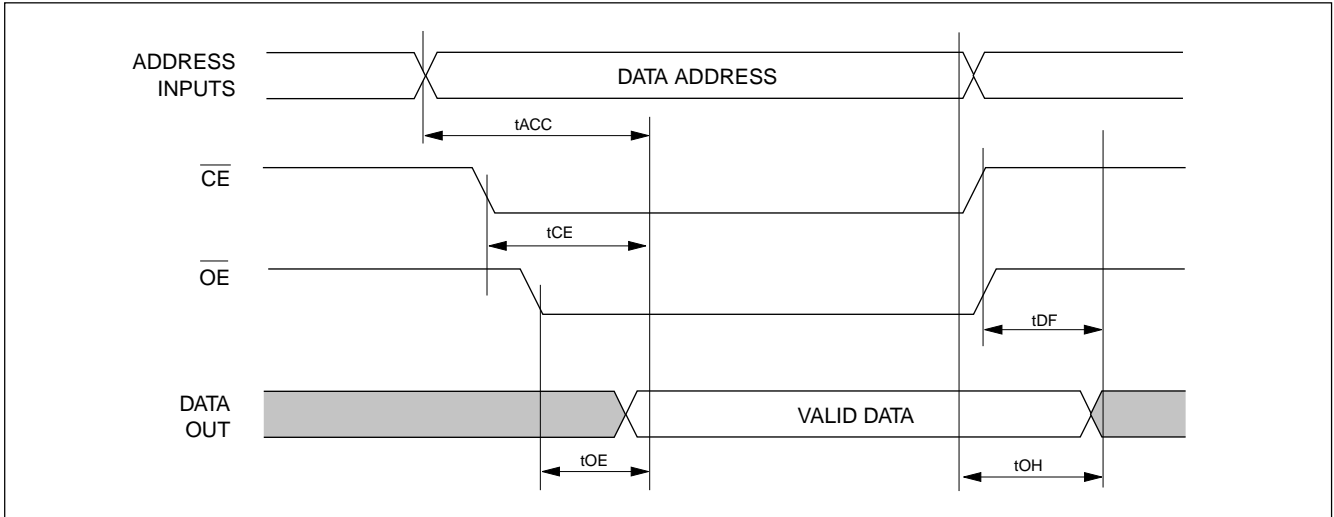 ADDRESS
INPUTS
DATA ADDRESS
tACC
CE
tCE
OE
tDF
DATA
OUT
VALID DATA
tOE
tOH